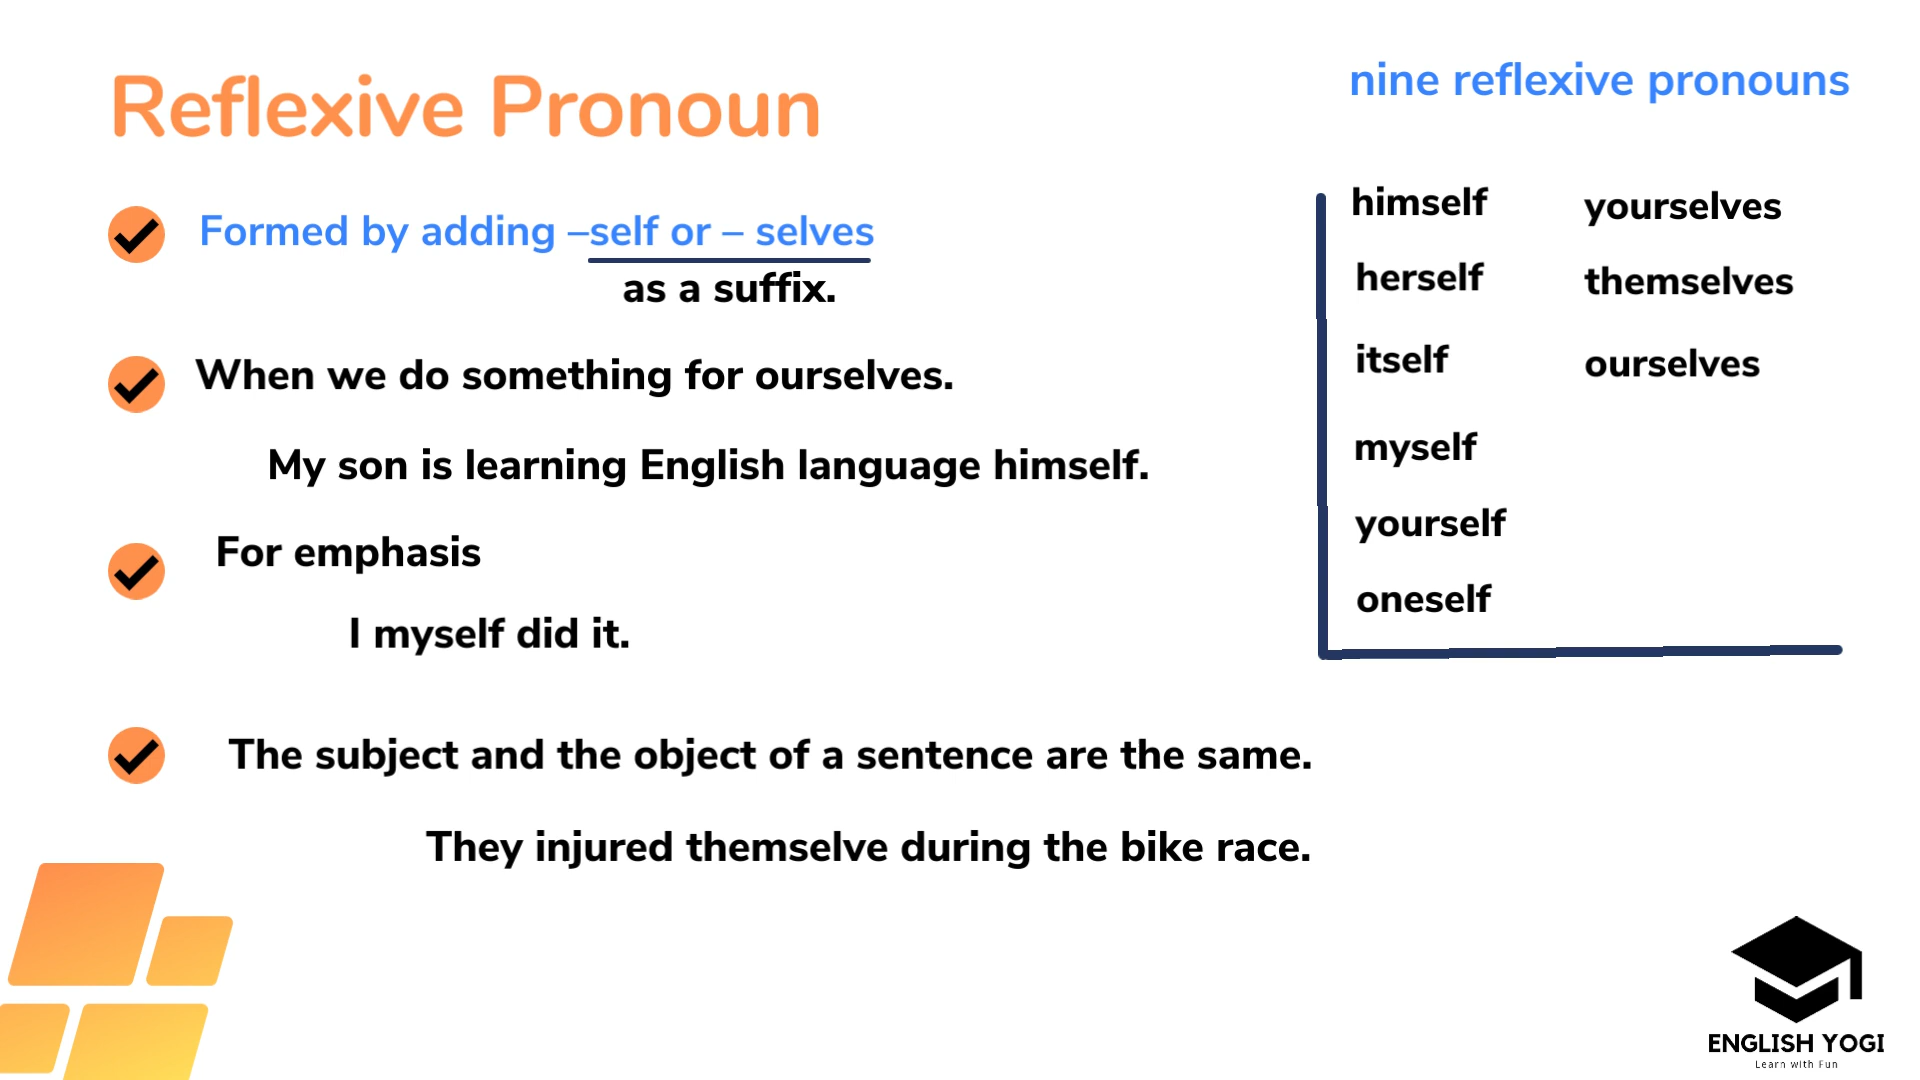 Reflexive Pronoun
nine reflexive pronouns
Formed by adding –self or – selves
as a suffix.
When we do something for ourselves.
My son is learning English language himself.
For emphasis
I myself did it.
The subject and the object of a sentence are the same.
They injured themselve during the bike race.
himself
herself
itself
myself
yourself
oneself
yourselves
themselves
ourselves
ENGLISH YOGI
Learn with Fun